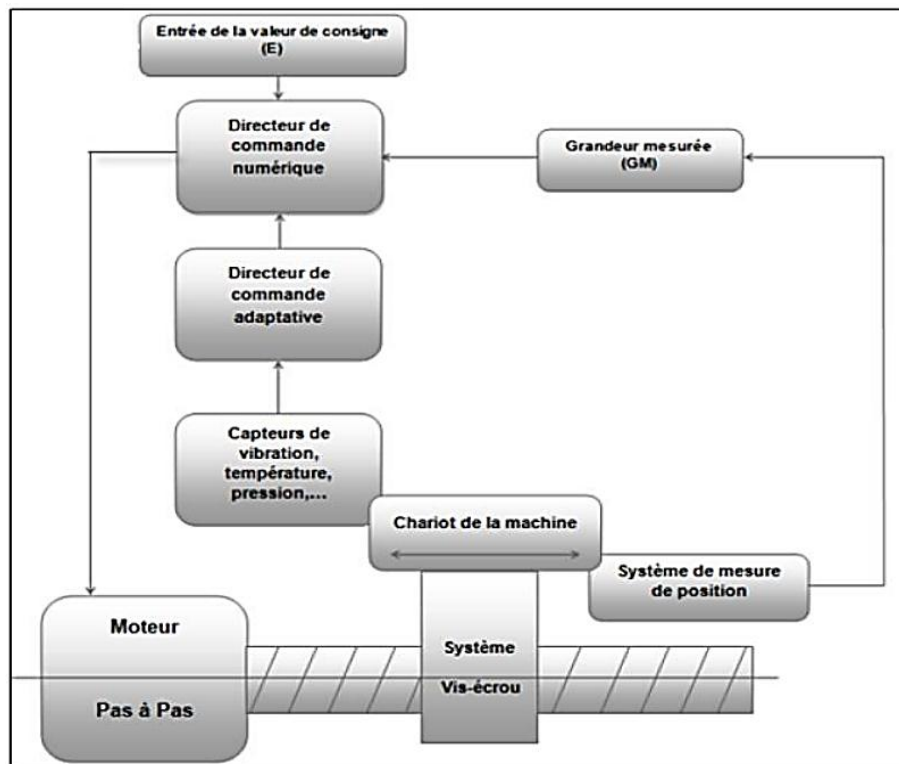 Entrée de la valeur de consigne
(E)
Directeur de
commande
numérique
Grandeur mesurée
(GM)
Directeur de
commande
adaptative
Capteurs de
vibration,
température,
pression,...
Chariot de la machine
Système de mesure
de position
Moteur
Pas à Pas
Système
Vis-écrou